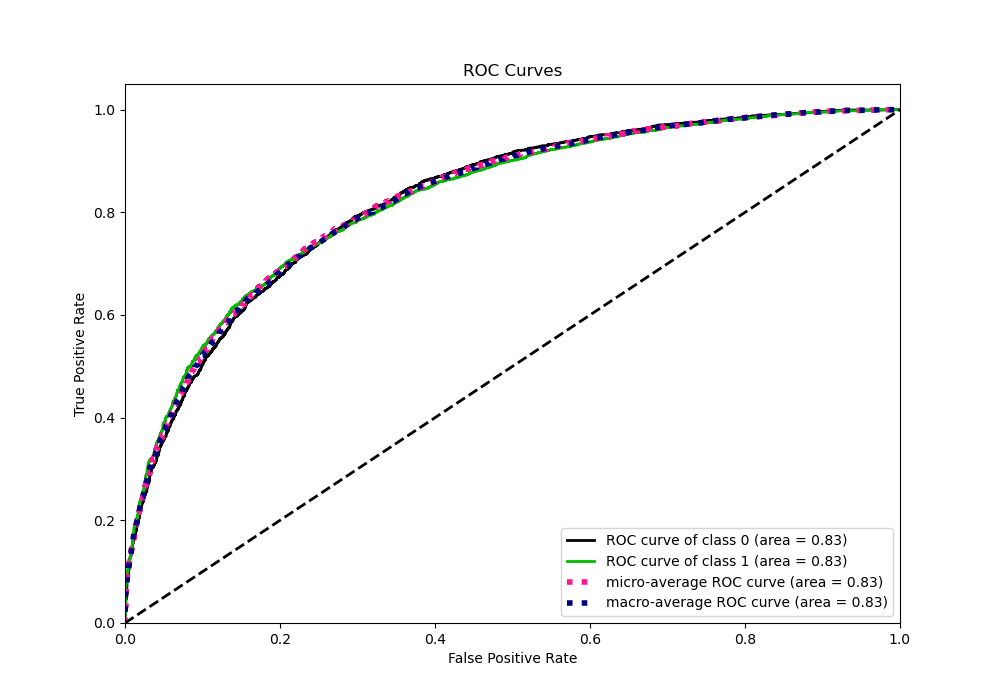 ROC Curves
True Positive Rate
1.0
0.8
0.6
0.4
0.2
0.0
0.0
0.2
0.4
0.6
0.8
1.0
False Positive Rate
ROC curve of class 0 (area = 0.83)
ROC curve of class 1 (area = 0.83)
micro-average ROC curve (area = 0.83)
macro-average ROC curve (area = 0.83)